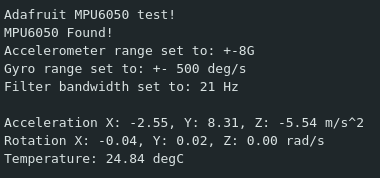 Adafruit MPU6050 test!
MPU6050 Found!
Accelerometer range set to: +-8G
Gyro range set to: +- 500 deg/s
Filter bandwidth set to: 21 Hz
Acceleration X: -2.55, Y: 8.31, Z: -5.54 m/s^2
Rotation X: -0.04, Y: 0.02, Z: 0.00 rad/s
Temperature: 24.84 degC